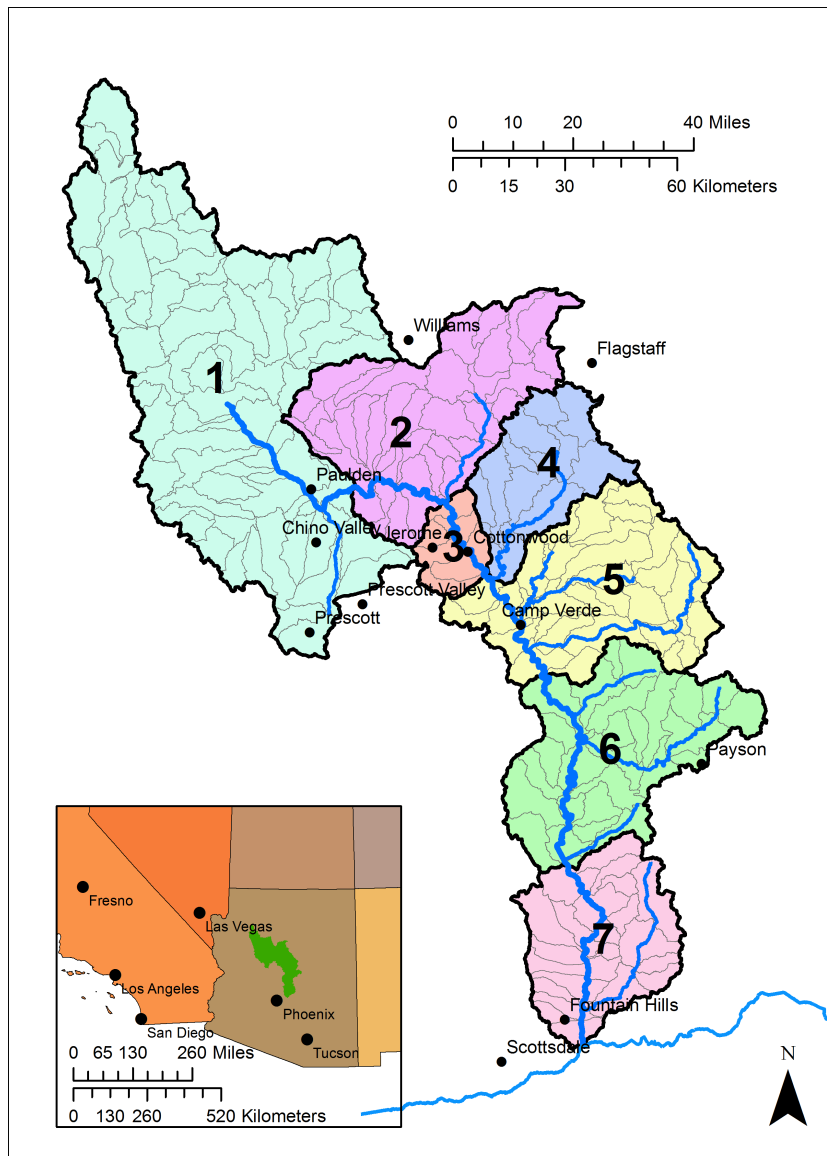 0 10 20 40 Miles
0 15 30 60 Kilometers
Williams
Flagstaff
1
2
4
Paulden
Chino Valley
Jerome
3
Cottonwood
5
Prescott Valley
Camp Verde
Prescott
6
Payson
7
Fountain Hills
Scottsdale
N
Fresno
Las Vegas
Los Angeles
Phoenix
San Diego
Tucson
0 65 130 260 Miles
0 130 260 520 Kilometers